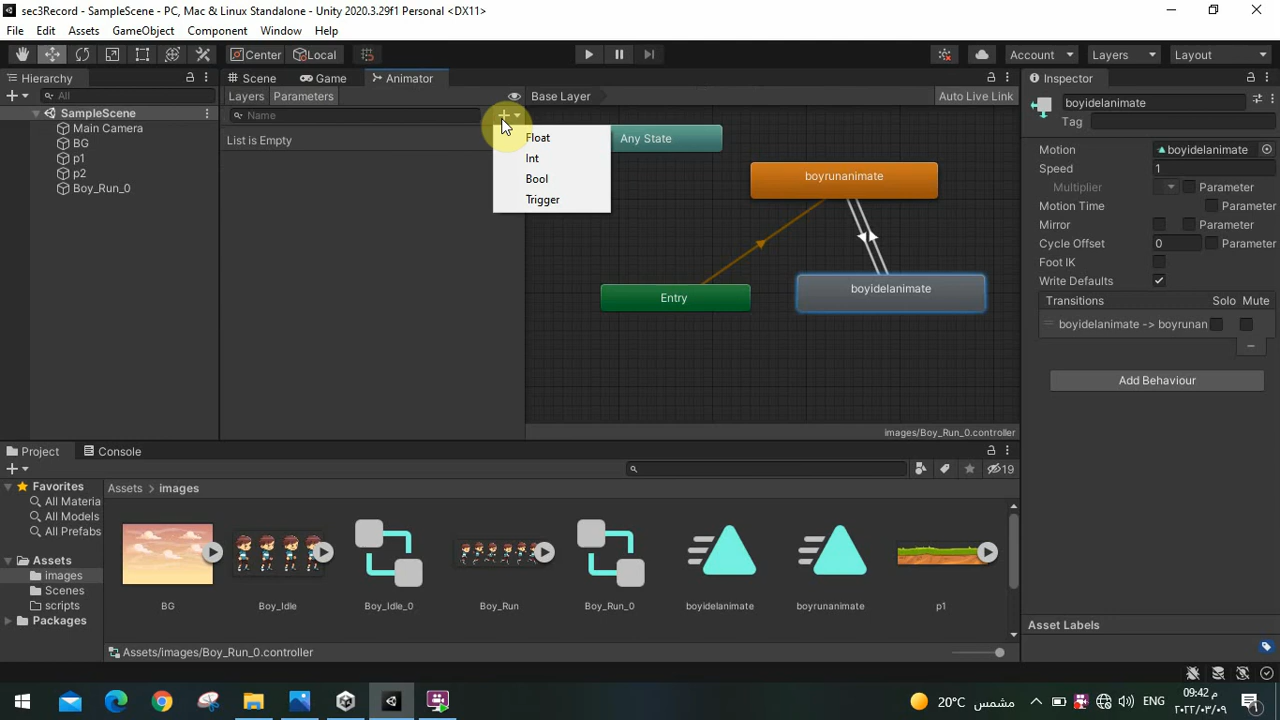 sec3Record - SampleScene - PC, Mac & Linux Standalone - Unity 2020.3.29f1 Personal <DX11>
File Edit Assets GameObject Component Window Help
Center Local Account Layers Layout
Hierarchy Scene Game Animator Inspector
All Layers Parameters Base Layer Auto Live Link
SampleScene
Main Camera
BG
p1
p2
Boy_Run_0
Name
List is Empty
Float
Int
Bool
Trigger
Any State
boyrunanimate
Entry
boyidelanimate
images/Boy_Run_0.controller
boyidelanimate
Tag
Motion boyidelanimate
Speed 1
Multiplier Parameter
Motion Time Parameter
Mirror Parameter
Cycle Offset 0 Parameter
Foot IK
Write Defaults
Transitions Solo Mute
boyidelanimate -> boyrunan
Add Behaviour
Asset Labels
Project Console
19
Favorites
All Materia
All Models
All Prefabs
Assets
images
Scenes
scripts
Packages
Assets > images
BG Boy_Idle Boy_Idle_0 Boy_Run Boy_Run_0 boyidelanimate boyrunanimate p1
Assets/images/Boy_Run_0.controller
20°C مشمس ENG
09:42 م
٢٠٢٢/٠٣/٠٩
1